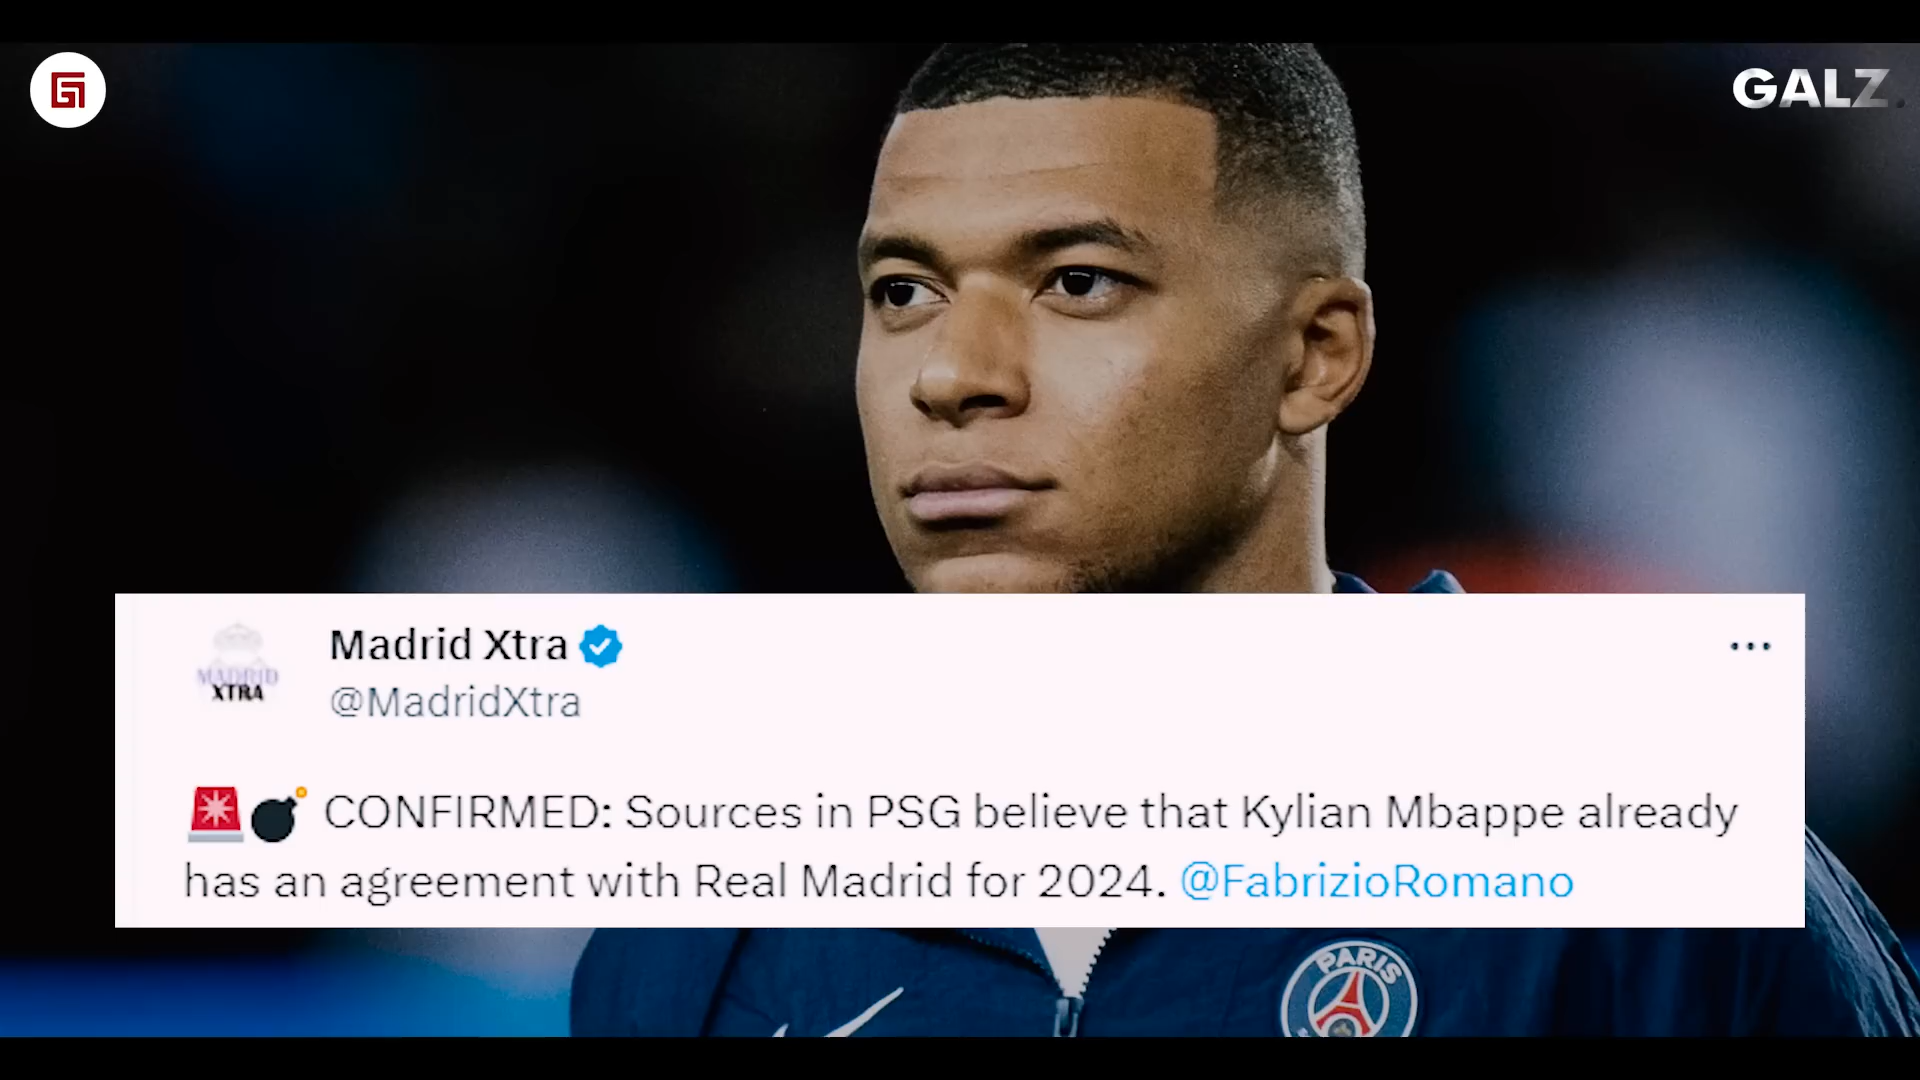 GALZ.
Madrid Xtra
@MadridXtra
MADRID
XTRA
🚨💣 CONFIRMED: Sources in PSG believe that Kylian Mbappe already
has an agreement with Real Madrid for 2024. @FabrizioRomano
PARIS